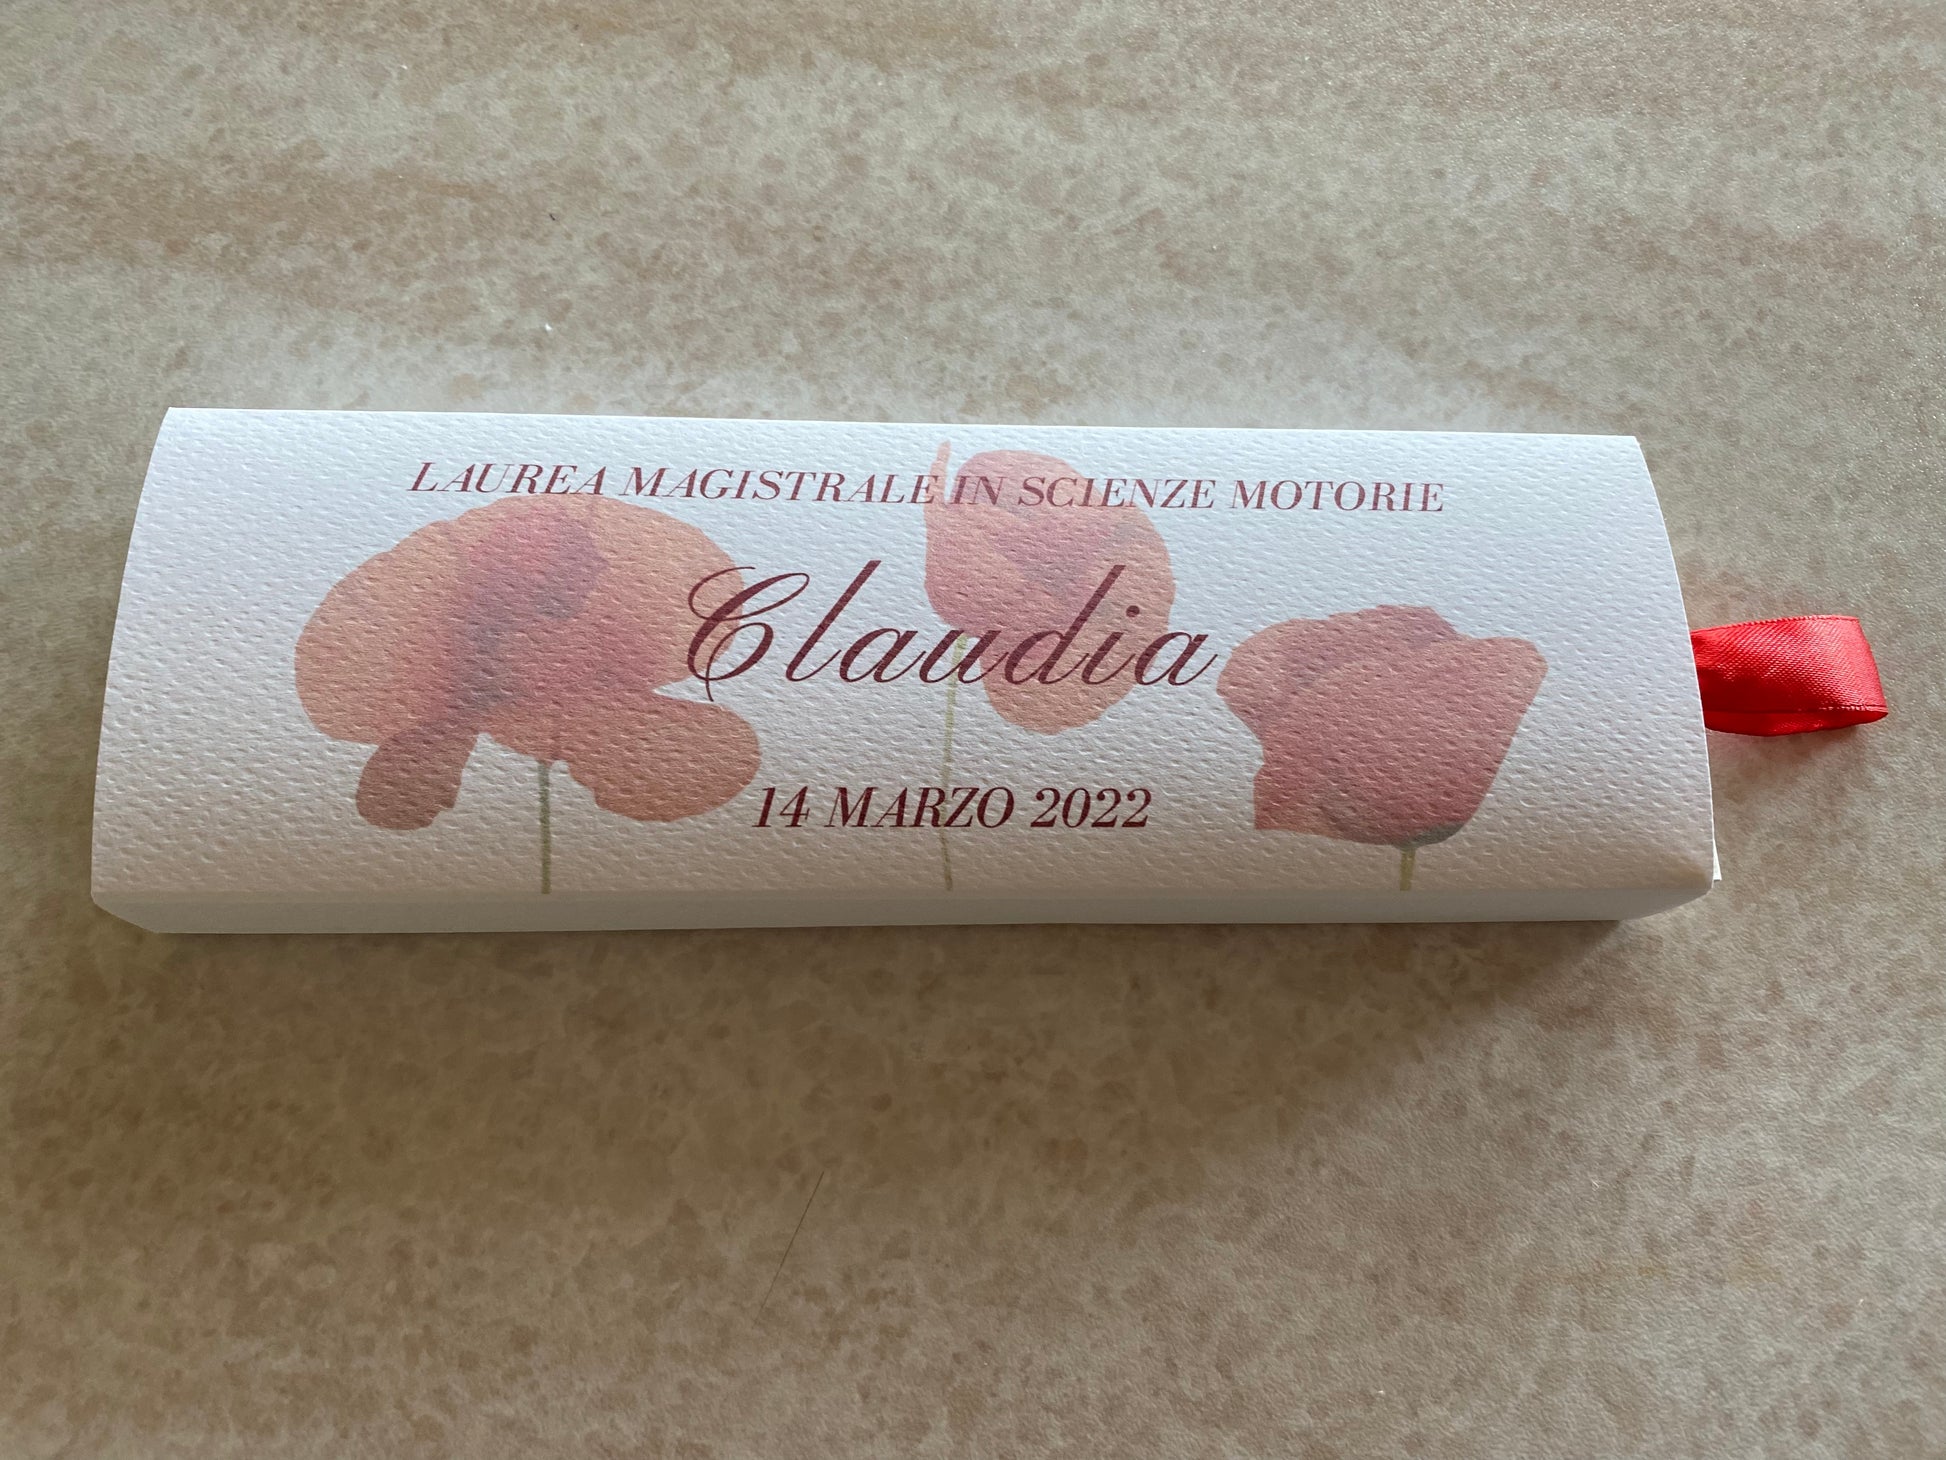 LAUREA MAGISTRALE IN SCIENZE MOTORIE
Claudia
14 MARZO 2022